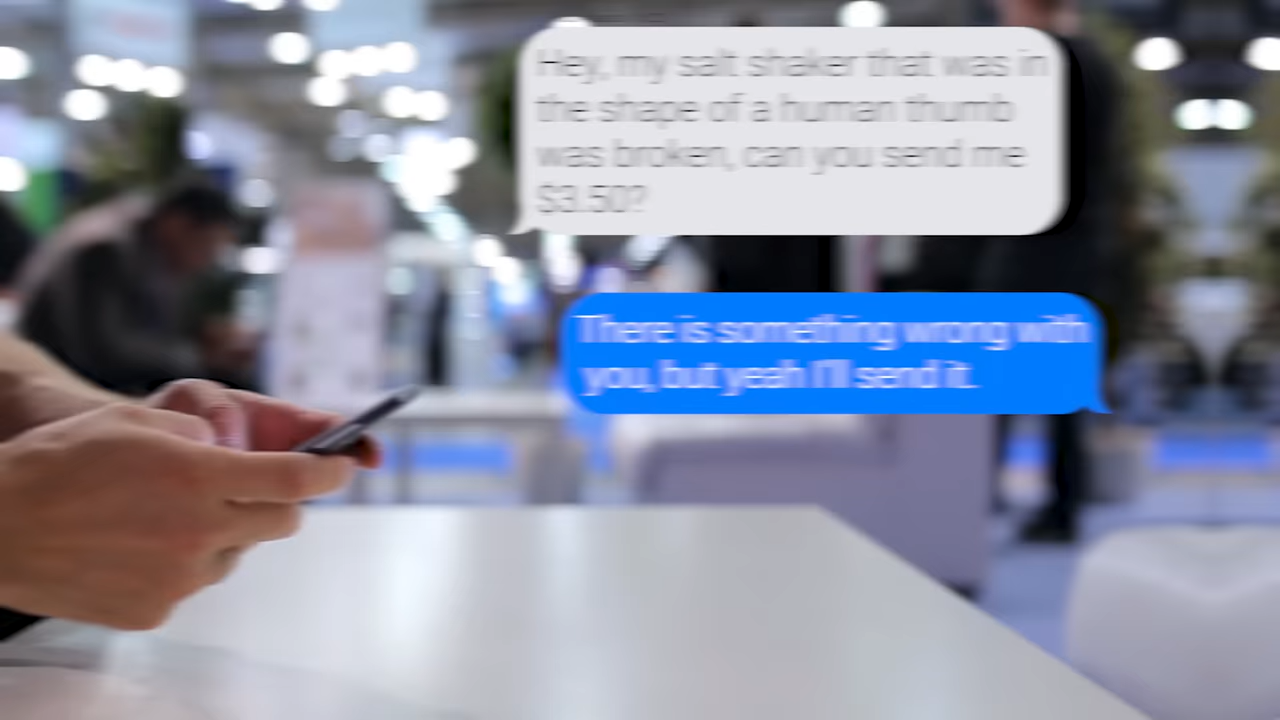 Hey, my salt shaker that was in
the shape of a human thumb
was broken, can you send me
$3.50?
There is something wrong with
you, but yeah I'll send it.